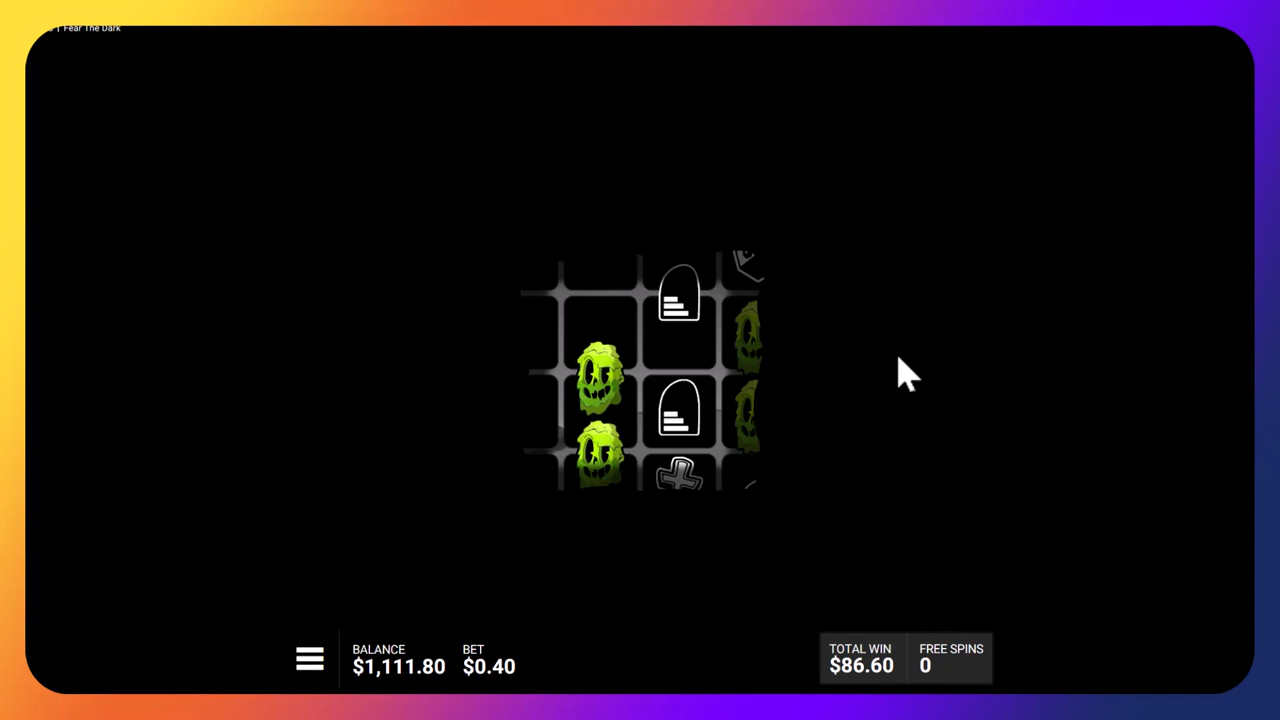 | Fear The Dark
BALANCE
$1,111.80
BET
$0.40
TOTAL WIN
$86.60
FREE SPINS
0